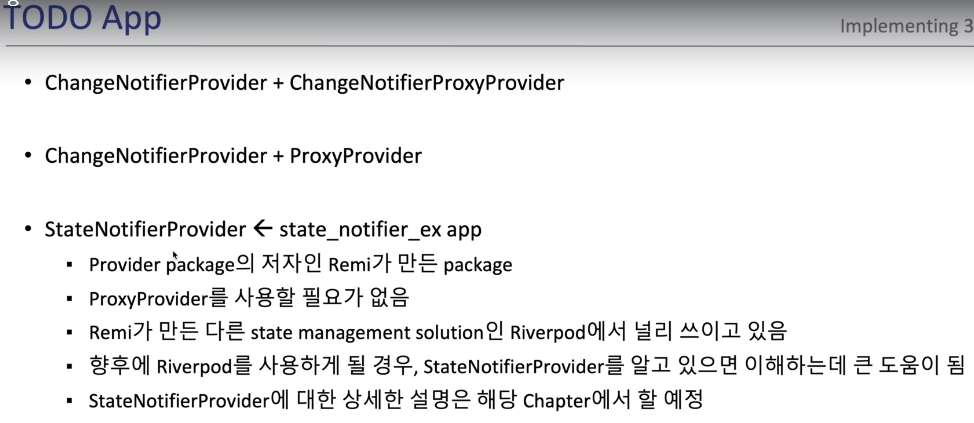 TODO App
Implementing 3
• ChangeNotifierProvider + ChangeNotifierProxyProvider
• ChangeNotifierProvider + ProxyProvider
• StateNotifierProvider ← state_notifier_ex app
▪ Provider package의 저자인 Remi가 만든 package
▪ ProxyProvider를 사용할 필요가 없음
▪ Remi가 만든 다른 state management solution인 Riverpod에서 널리 쓰이고 있음
▪ 향후에 Riverpod를 사용하게 될 경우, StateNotifierProvider를 알고 있으면 이해하는데 큰 도움이 됨
▪ StateNotifierProvider에 대한 상세한 설명은 해당 Chapter에서 할 예정